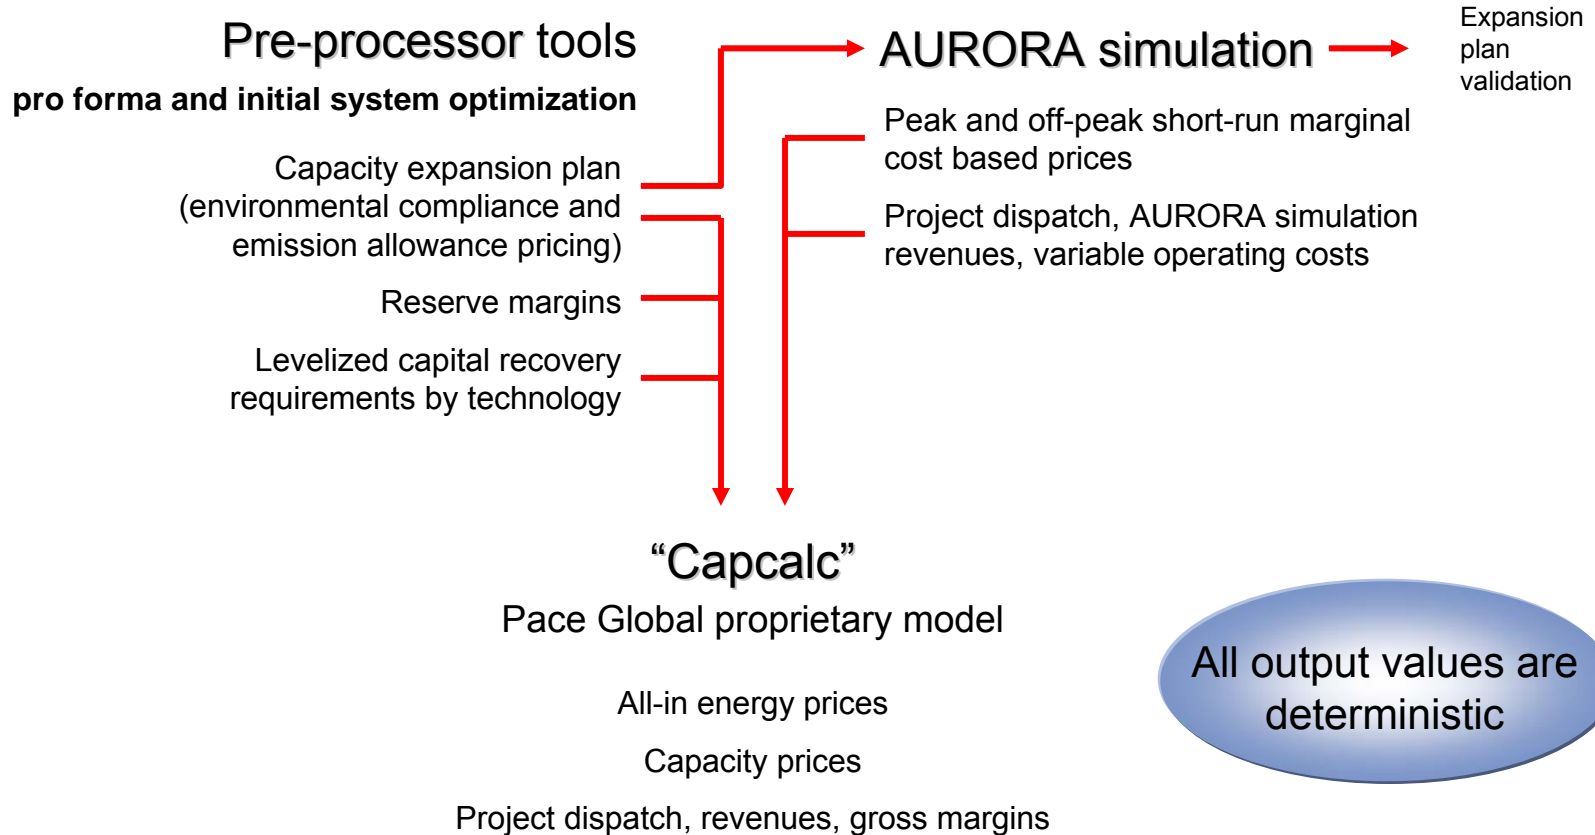 Pre-processor tools
pro forma and initial system optimization
Capacity expansion plan
(environmental compliance and
emission allowance pricing)
Reserve margins
Levelized capital recovery
requirements by technology
AURORA simulation
Peak and off-peak short-run marginal
cost based prices
Project dispatch, AURORA simulation
revenues, variable operating costs
Expansion
plan
validation
“Capcalc”
Pace Global proprietary model
All-in energy prices
Capacity prices
Project dispatch, revenues, gross margins
All output values are
deterministic